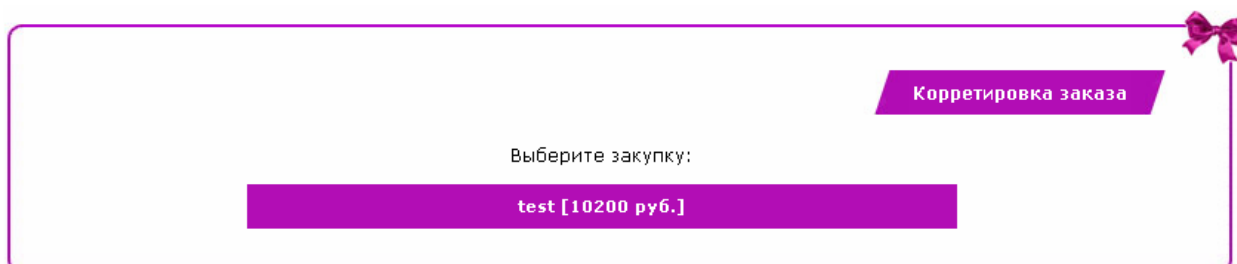 Корретировка заказа
Выберите закупку:
test [10200 руб.]